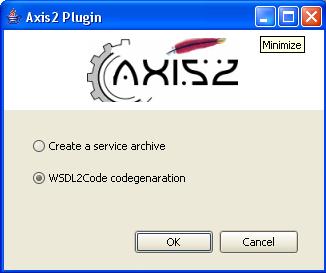 Axis2 Plugin
Minimize
AXIS2
Create a service archive
WSDL2Code codegenaration
OK
Cancel